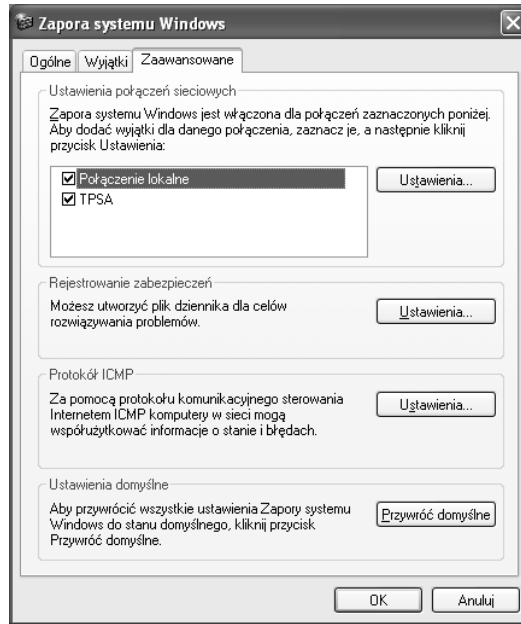 Zapora systemu Windows
Ogólne Wyjątki Zaawansowane
Ustawienia połączeń sieciowych
Zapora systemu Windows jest włączona dla połączeń zaznaczonych poniżej.
Aby dodać wyjątki dla danego połączenia, zaznacz je, a następnie kliknij
przycisk Ustawienia:
Połączenie lokalne
TPSA
Ustawienia...
Rejestrowanie zabezpieczeń
Możesz utworzyć plik dziennika dla celów
rozwiązywania problemów.
Ustawienia...
Protokół ICMP
Za pomocą protokołu komunikacyjnego sterowania
Internetem ICMP komputery w sieci mogą
współużytkować informacje o stanie i błędach.
Ustawienia...
Ustawienia domyślne
Aby przywrócić wszystkie ustawienia Zapory systemu
Windows do stanu domyślnego, kliknij przycisk
Przywróć domyślne.
Przywróć domyślne
OK Anuluj